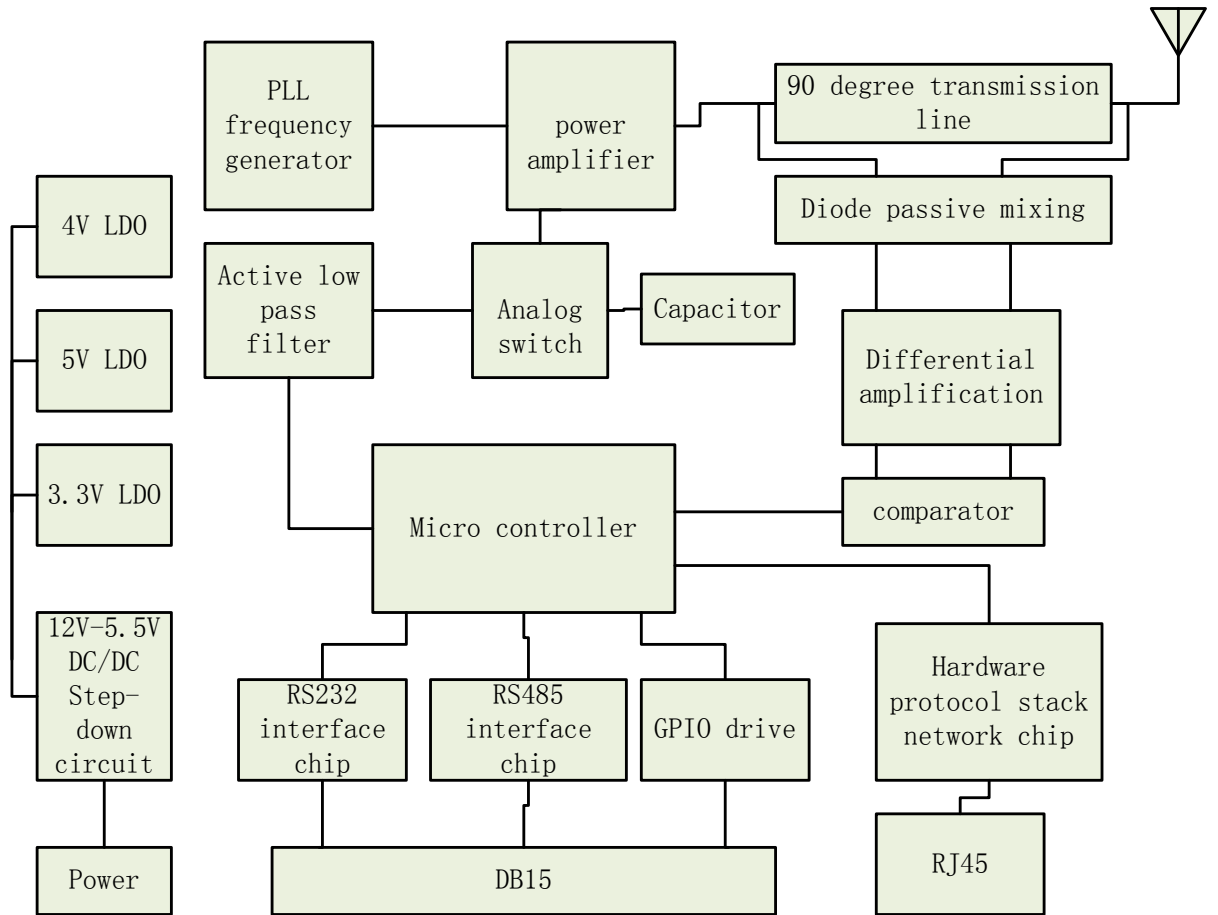 PLL
frequency
generator
power
amplifier
90 degree transmission
line
Diode passive mixing
4V LDO
Active low
pass
filter
Analog
switch
Capacitor
5V LDO
Differential
amplification
3.3V LDO
Micro controller
comparator
12V-5.5V
DC/DC
Step-
down
circuit
RS232
interface
chip
RS485
interface
chip
GPIO drive
Hardware
protocol stack
network chip
Power
DB15
RJ45